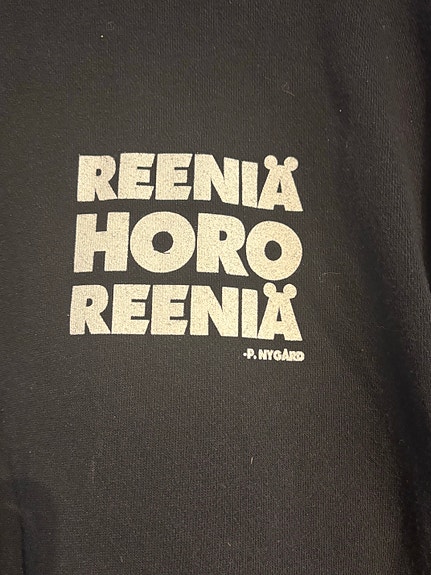 REENIÄ
HORO
REENIÄ
-P. NYGÅRD